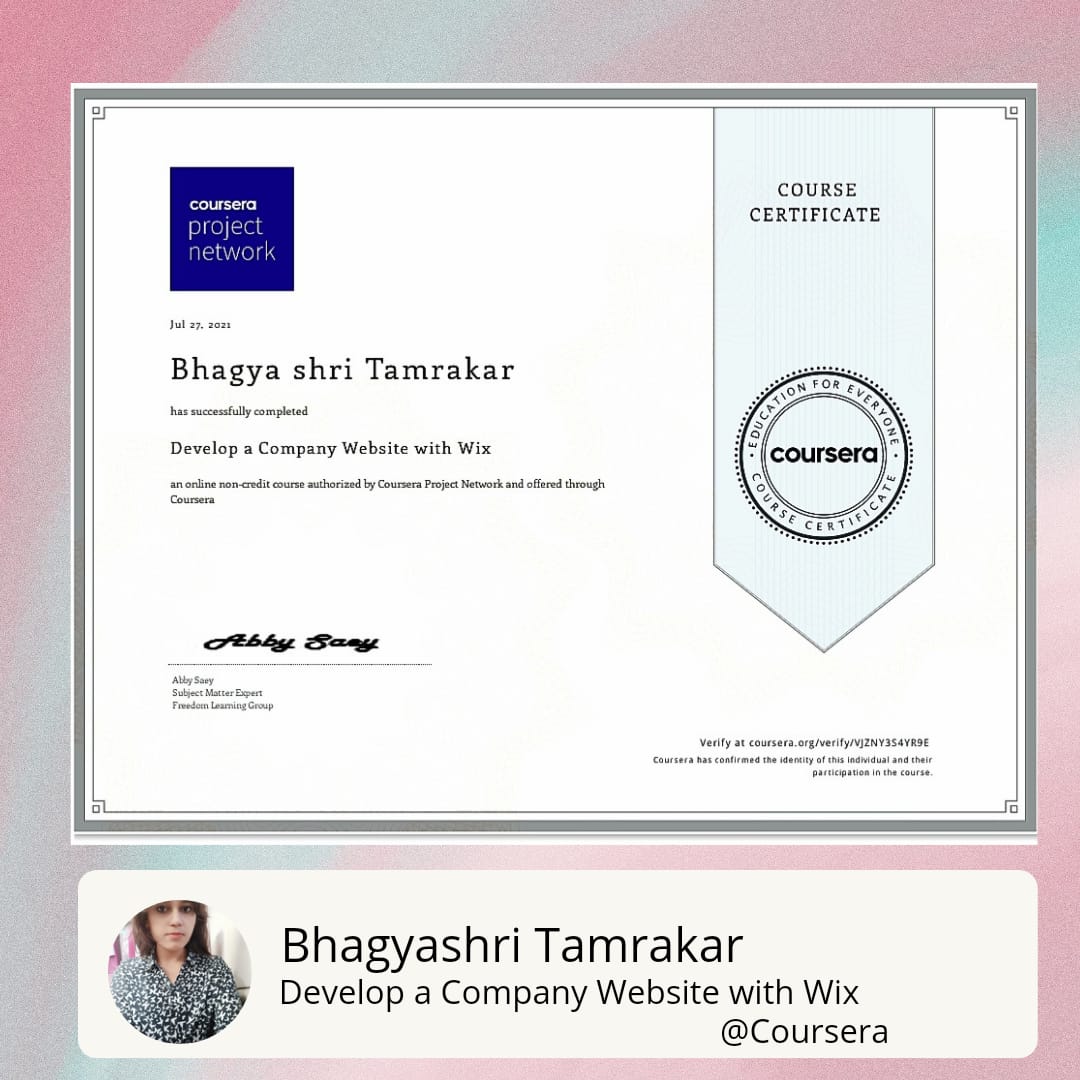 coursera
project
network
COURSE
CERTIFICATE
Jul 27, 2021
Bhagya shri Tamrakar
has successfully completed
Develop a Company Website with Wix
an online non-credit course authorized by Coursera Project Network and offered through
Coursera
EDUCATION FOR EVERYONE
coursera
COURSE CERTIFICATE
Abby Saey
Abby Saey
Subject Matter Expert
Freedom Learning Group
Verify at coursera.org/verify/VJZNY3S4YR9E
Coursera has confirmed the identity of this individual and their
participation in the course.
Bhagyashri Tamrakar
Develop a Company Website with Wix
@Coursera